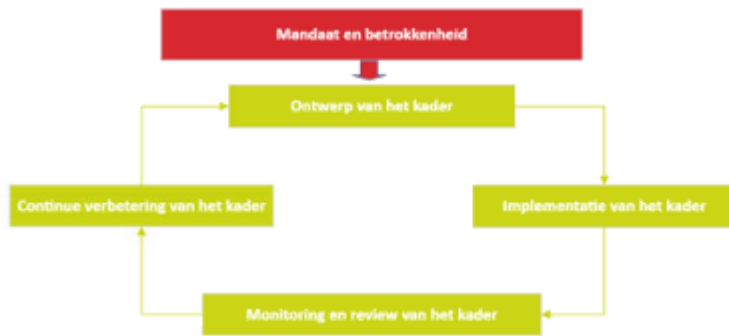 Mandaat en betrokkenheid
Ontwerp van het kader
Continue verbetering van het kader
Implementatie van het kader
Monitoring en review van het kader